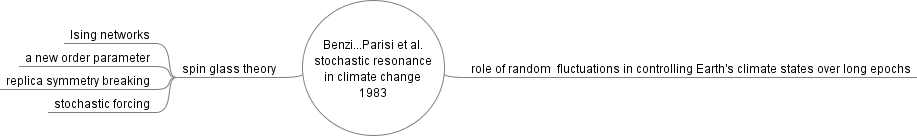 Ising networks
a new order parameter
replica symmetry breaking
stochastic forcing
spin glass theory
Benzi...Parisi et al.
stochastic resonance
in climate change
1983
role of random  fluctuations in controlling Earth's climate states over long epochs